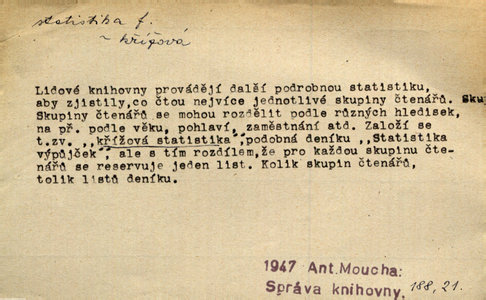 statistika f.
~ křížová
Lidové knihovny provádějí další podrobnou statistiku,
aby zjistily,co čtou nejvíce jednotlivé skupiny čtenářů. Sku
Skupiny čtenářů se mohou rozdělit podle různých hledisek,
na př. podle věku, pohlaví, zaměstnání atd. Založí se
t.zv. ,,křížová statistika",podobná deníku ,,Statistika
výpůjček", ale s tím rozdílem,že pro každou skupinu čte-
nářů se reservuje jeden list. Kolik skupin čtenářů,
tolik listů deníku.
1947 Ant.Moucha:
Správa knihovny, 188, 21.